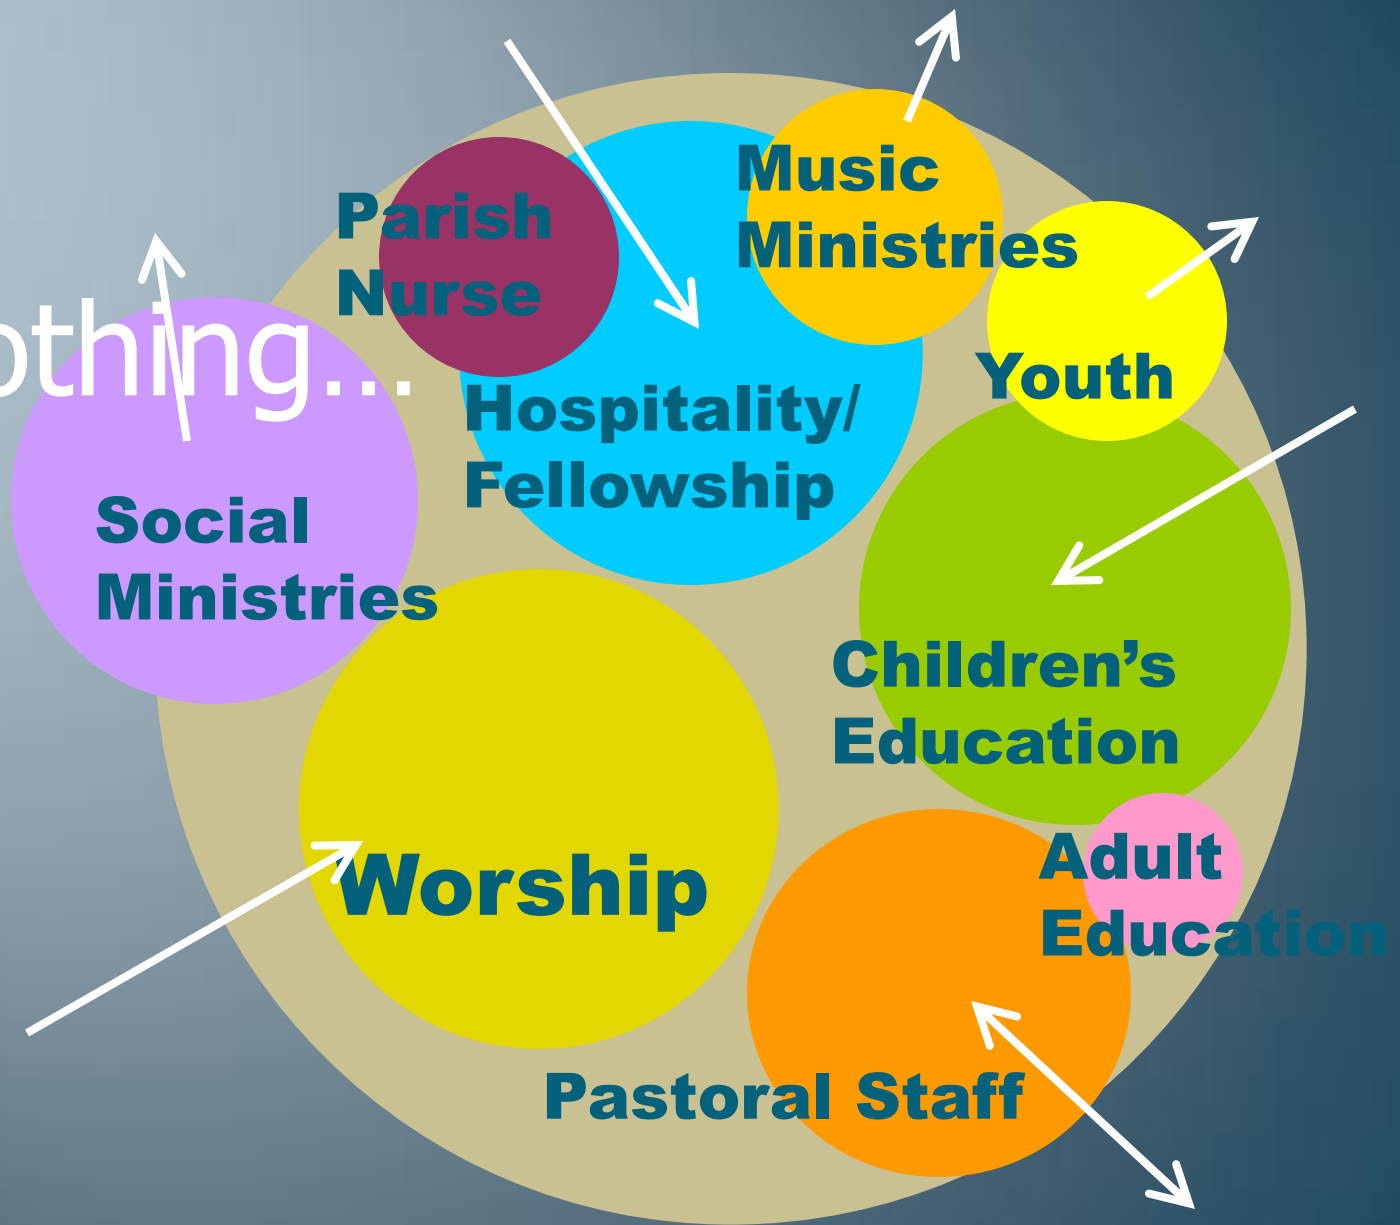 Music
Ministries
Parish
Nurse
othing...
Youth
Hospitality/
Fellowship
Social
Ministries
Children’s
Education
Adult
Education
Worship
Pastoral Staff